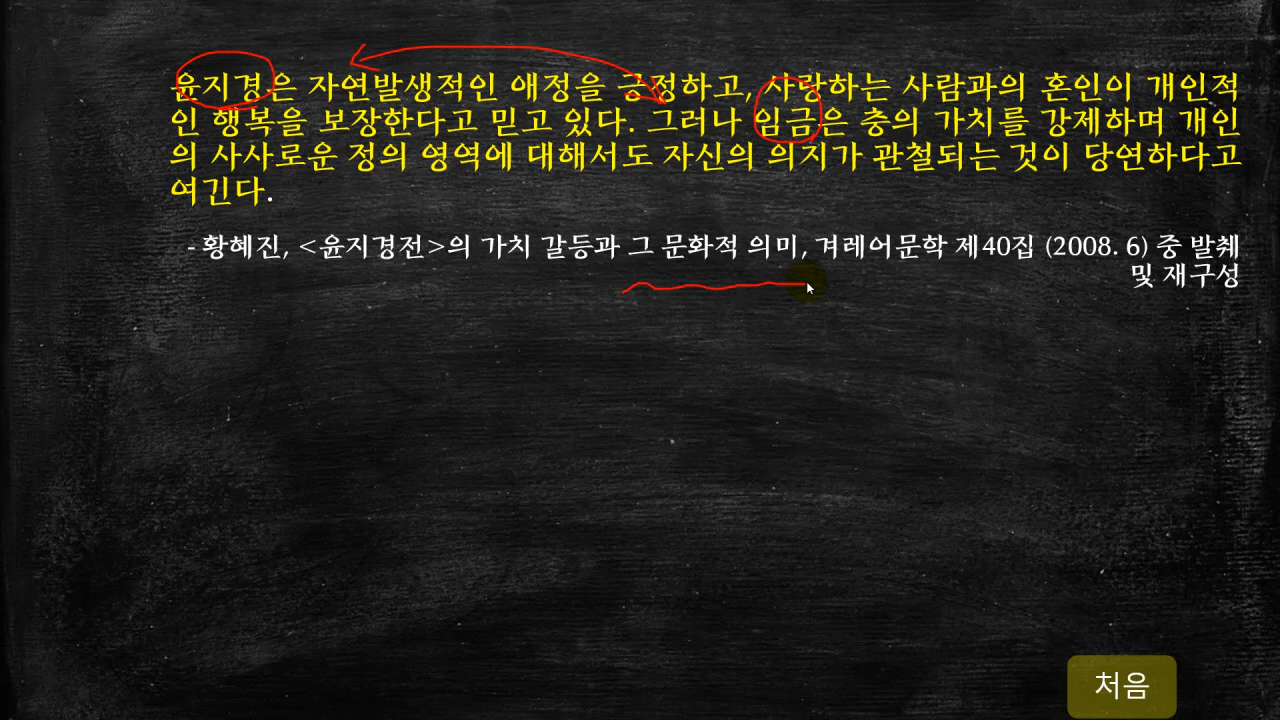 윤지경은 자연발생적인 애정을 긍정하고, 사랑하는 사람과의 혼인이 개인적
인 행복을 보장한다고 믿고 있다. 그러나 임금은 충의 가치를 강제하며 개인
의 사사로운 정의 영역에 대해서도 자신의 의지가 관철되는 것이 당연하다고
여긴다.
- 황혜진, <윤지경전>의 가치 갈등과 그 문화적 의미, 겨레어문학 제40집 (2008. 6) 중 발췌
및 재구성
처음